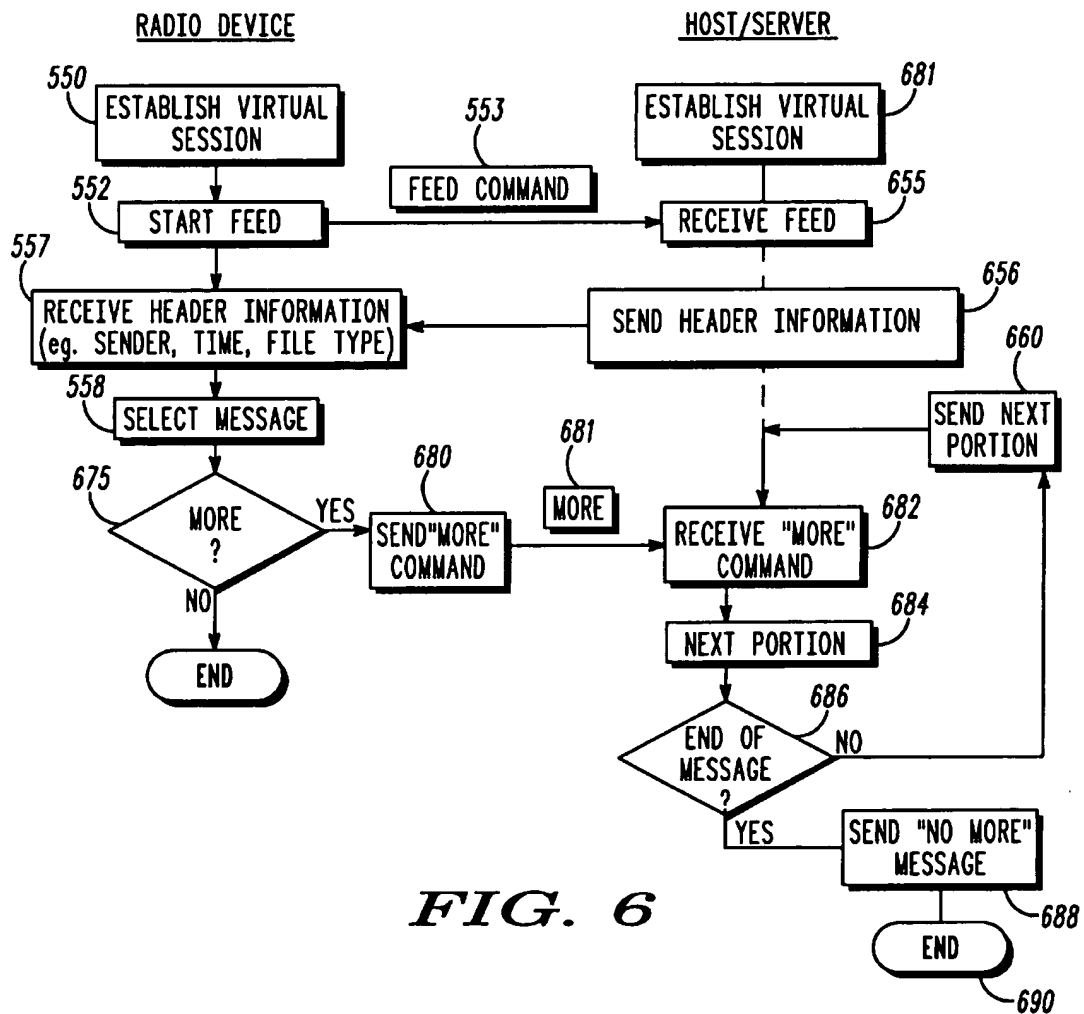 RADIO DEVICE
HOST/SERVER
550
ESTABLISH VIRTUAL
SESSION
681
ESTABLISH VIRTUAL
SESSION
553
FEED COMMAND
552
START FEED
655
RECEIVE FEED
557
RECEIVE HEADER INFORMATION
(eg. SENDER, TIME, FILE TYPE)
656
SEND HEADER INFORMATION
660
SEND NEXT
PORTION
558
SELECT MESSAGE
675
MORE
?
YES
NO
680
SEND "MORE"
COMMAND
681
MORE
682
RECEIVE "MORE"
COMMAND
684
NEXT PORTION
END
686
END OF
MESSAGE
?
NO
YES
SEND "NO MORE"
MESSAGE
688
END
690
FIG. 6